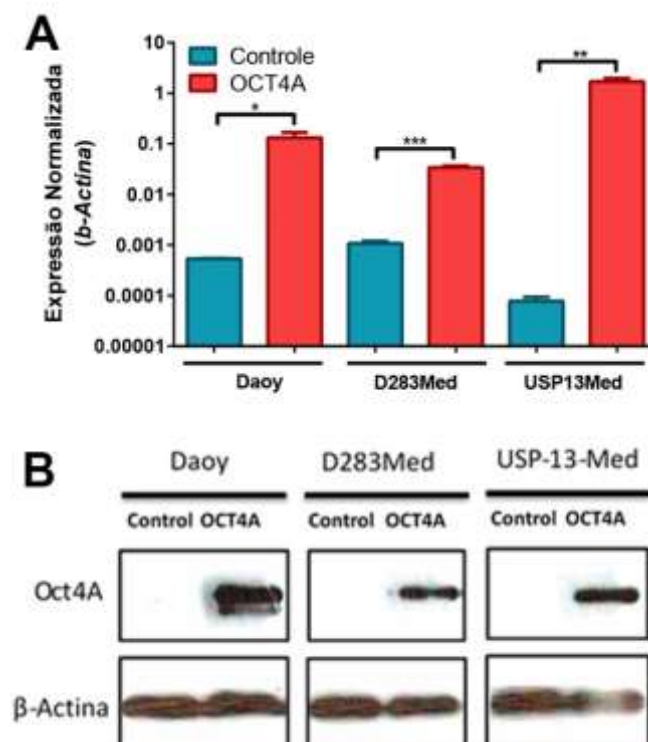 A
Expressão Normalizada
(b-Actina)
10
1
0.1
0.01
0.001
0.0001
0.00001
Controle
OCT4A
*
***
**
Daoy
D283Med
USP13Med
B
Daoy
D283Med
USP-13-Med
Control OCT4A
Control OCT4A
Control OCT4A
Oct4A
β-Actina